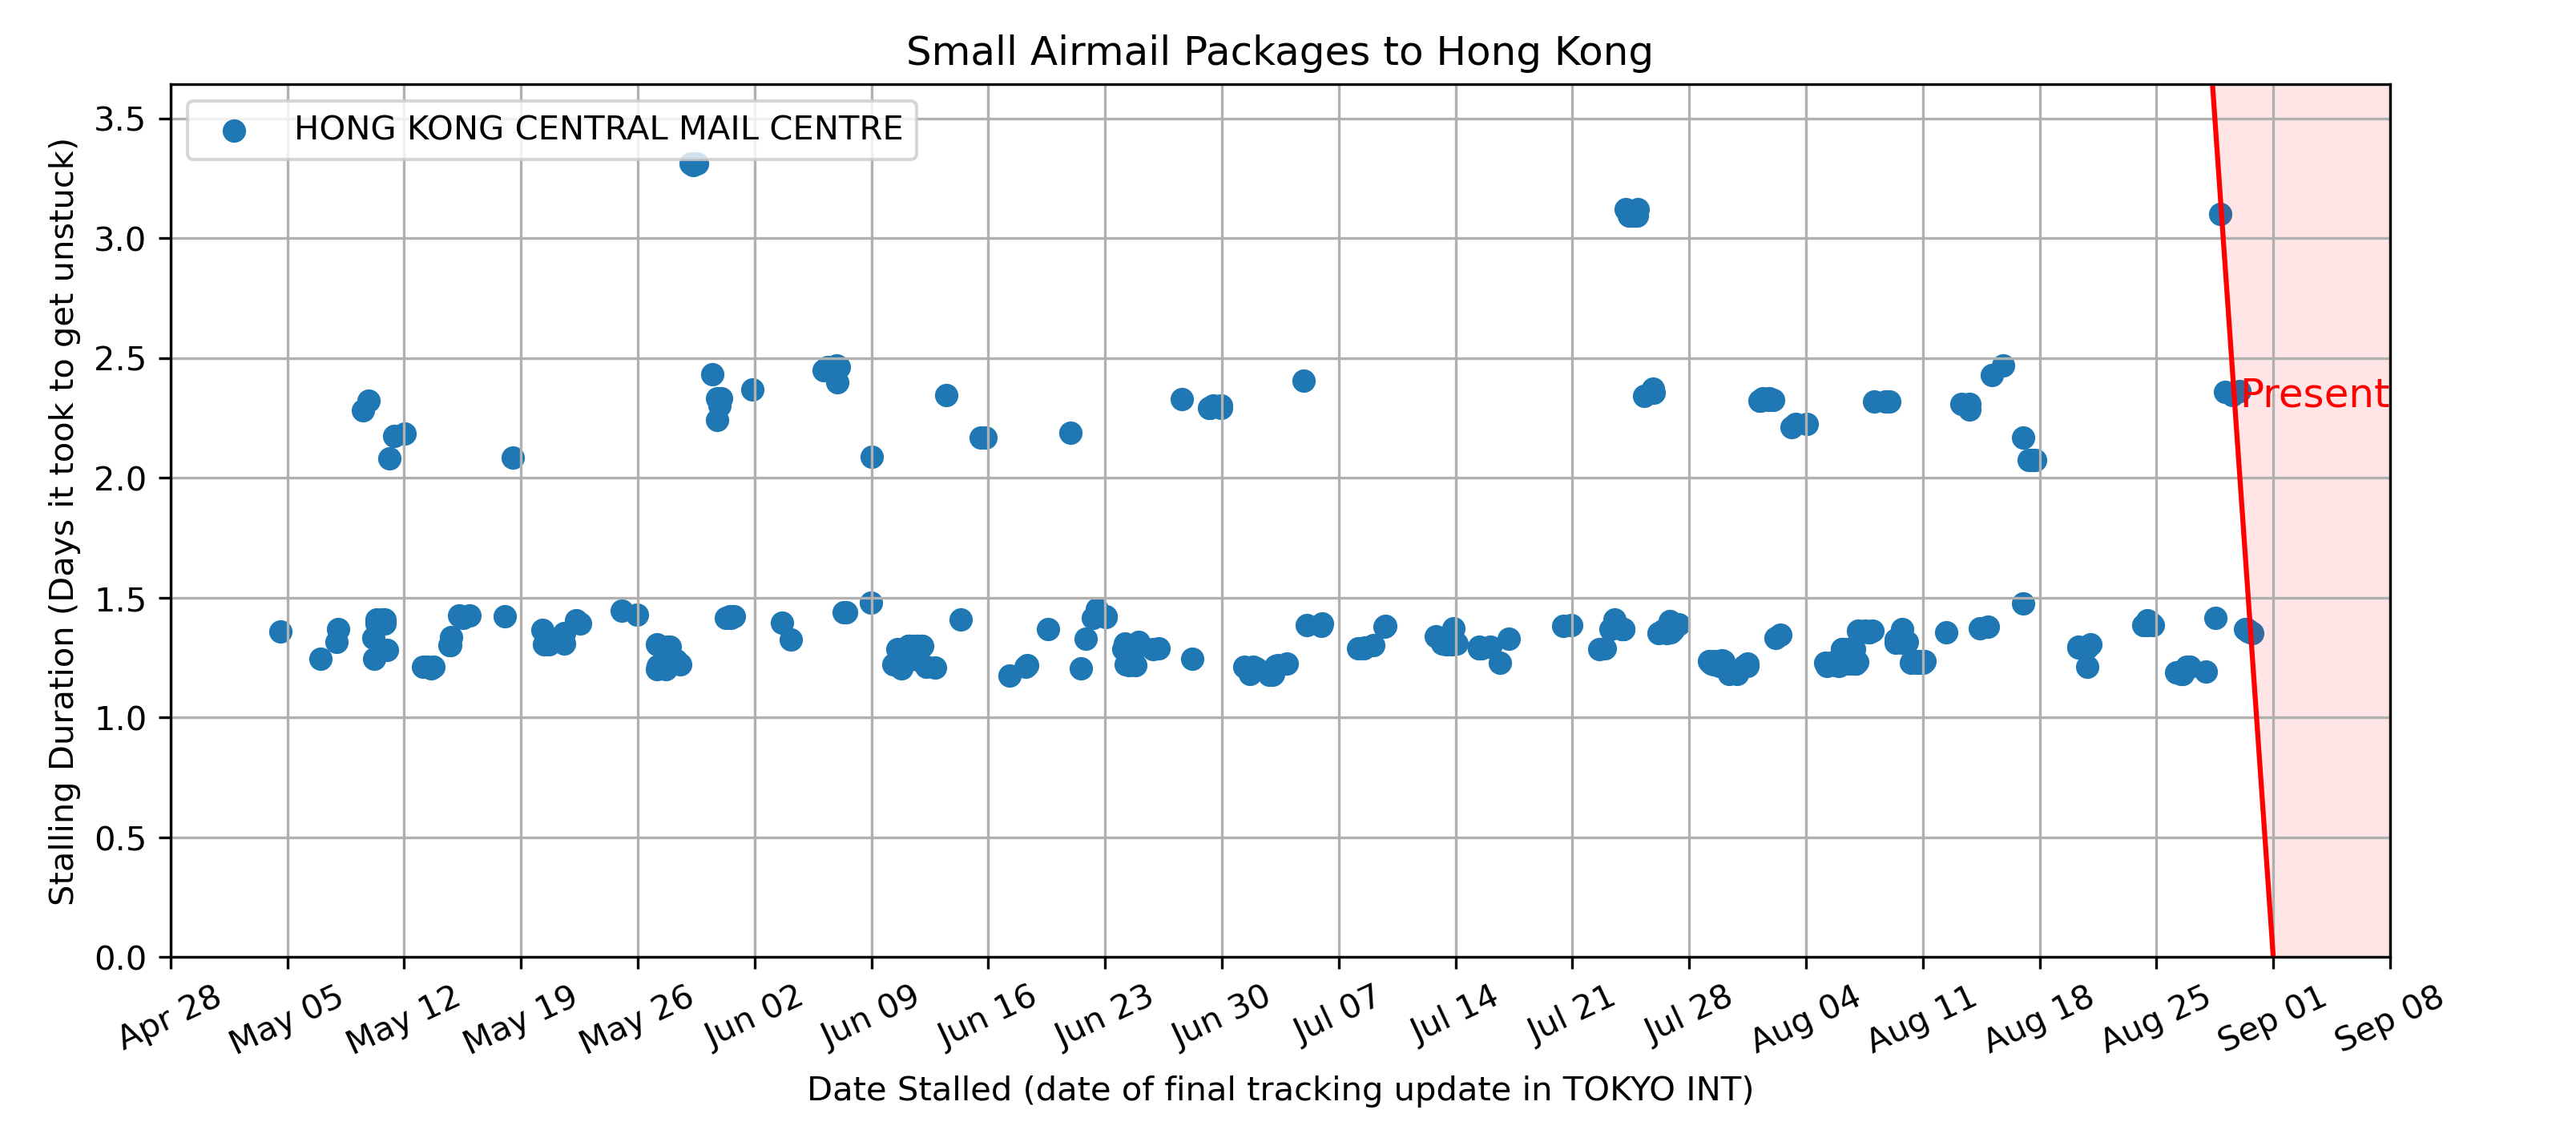 Small Airmail Packages to Hong Kong
HONG KONG CENTRAL MAIL CENTRE
Stalling Duration (Days it took to get unstuck)
3.5
3.0
2.5
2.0
1.5
1.0
0.5
0.0
Present
Apr 28
May 05
May 12
May 19
May 26
Jun 02
Jun 09
Jun 16
Jun 23
Jun 30
Jul 07
Jul 14
Jul 21
Jul 28
Aug 04
Aug 11
Aug 18
Aug 25
Sep 01
Sep 08
Date Stalled (date of final tracking update in TOKYO INT)